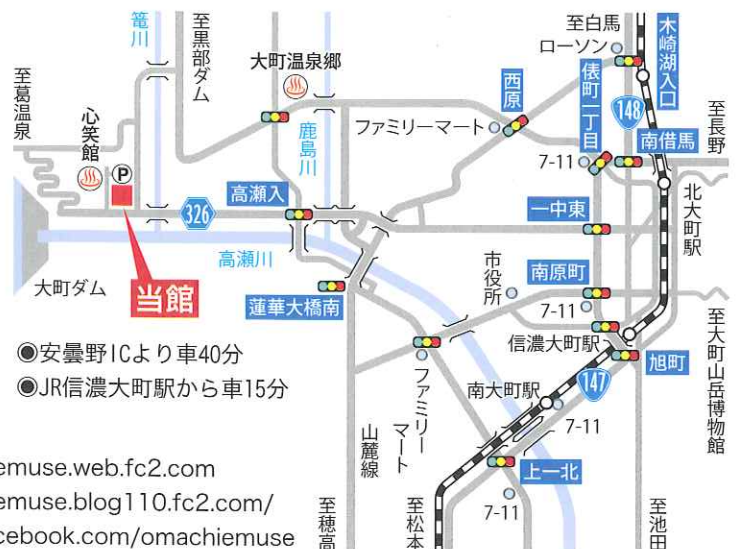 至葛温泉
心笑館
P
籠川
至黒部ダム
大町温泉郷
鹿島川
高瀬入
326
高瀬川
当館
大町ダム
蓮華大橋南
至白馬
ローソン
木崎湖入口
西原
ファミリーマート
俵町一丁目
148
南借馬
至長野
7-11
北大町駅
一中東
市役所
南原町
7-11
信濃大町駅
旭町
至大町山岳博物館
ファミリーマート
南大町駅
147
7-11
山麓線
上一北
7-11
至穂高
至松本
至池田
◉安曇野ICより車40分
◉JR信濃大町駅から車15分
emuse.web.fc2.com
emuse.blog110.fc2.com/
cebook.com/omachiemuse